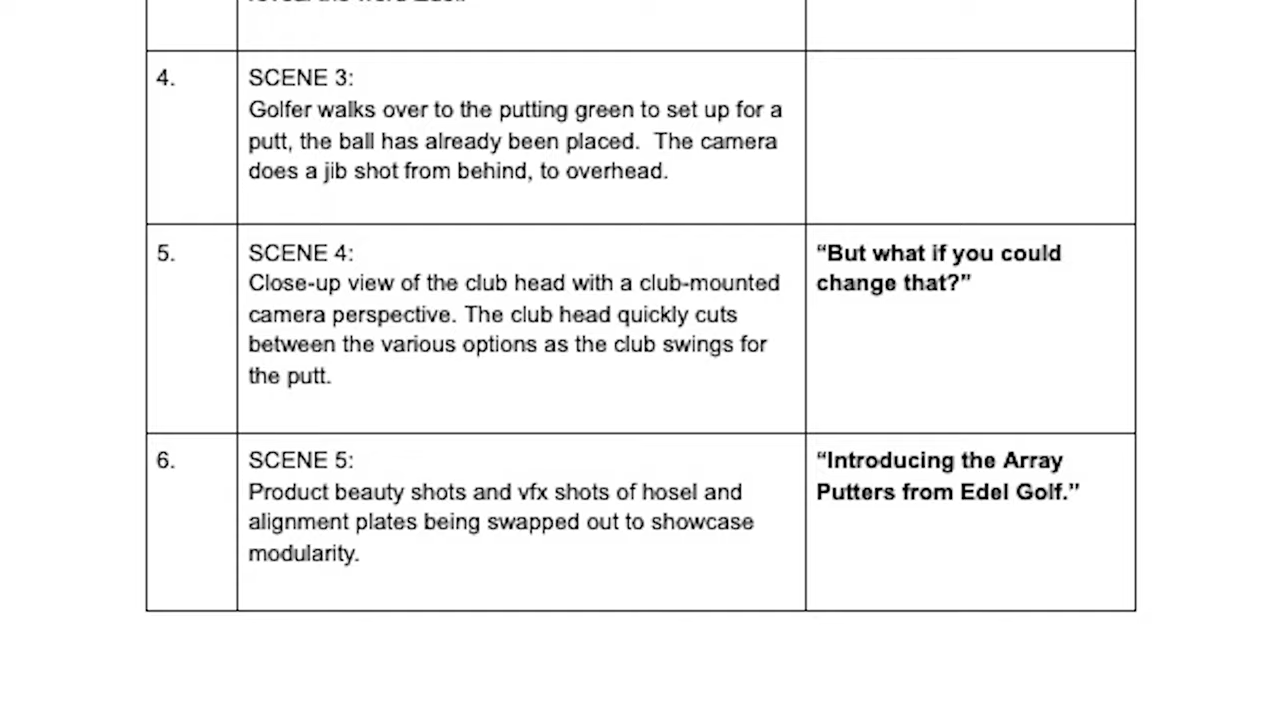 4.
SCENE 3:
Golfer walks over to the putting green to set up for a
putt, the ball has already been placed.  The camera
does a jib shot from behind, to overhead.
5.
SCENE 4:
Close-up view of the club head with a club-mounted
camera perspective. The club head quickly cuts
between the various options as the club swings for
the putt.
“But what if you could
change that?”
6.
SCENE 5:
Product beauty shots and vfx shots of hosel and
alignment plates being swapped out to showcase
modularity.
“Introducing the Array
Putters from Edel Golf.”